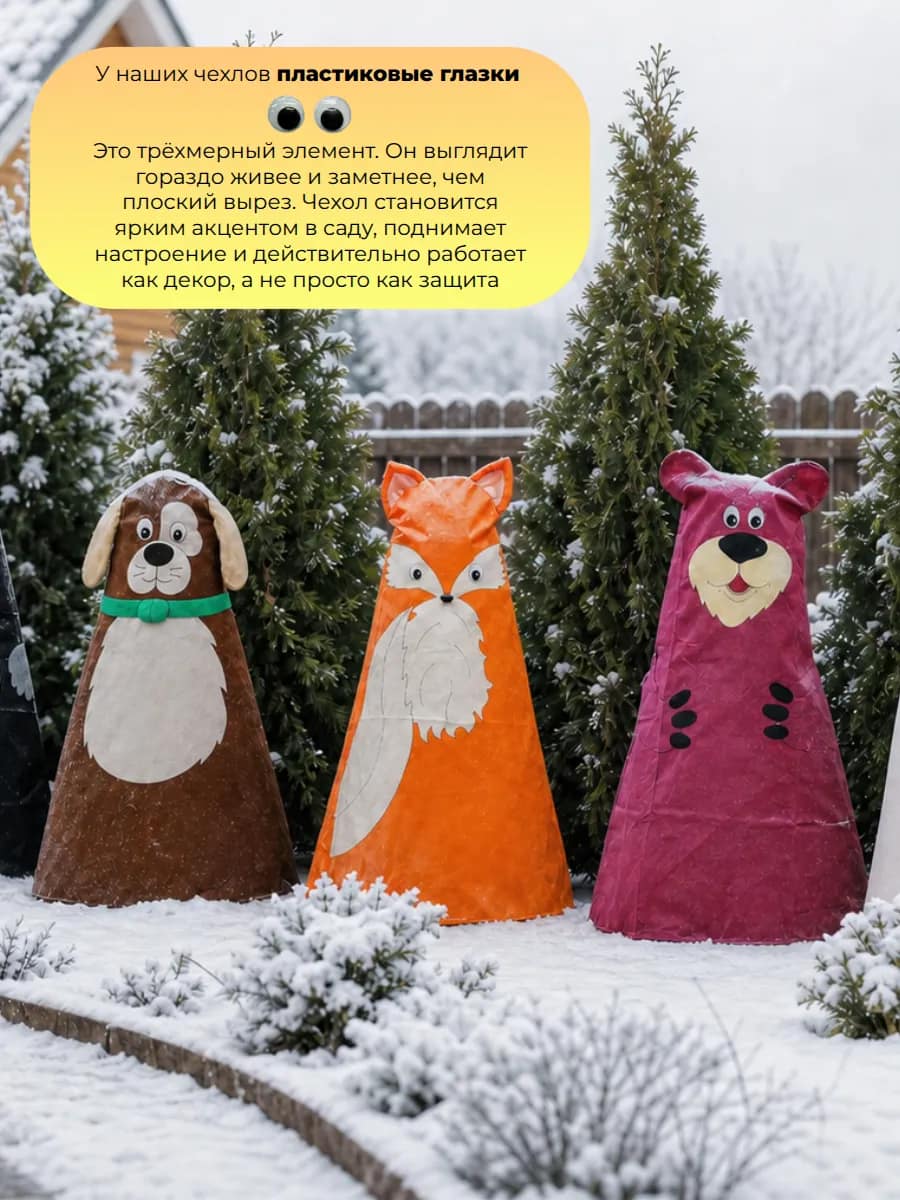 У наших чехлов пластиковые глазки
Это трёхмерный элемент. Он выглядит
гораздо живее и заметнее, чем
плоский вырез. Чехол становится
ярким акцентом в саду, поднимает
настроение и действительно работает
как декор, а не просто как защита